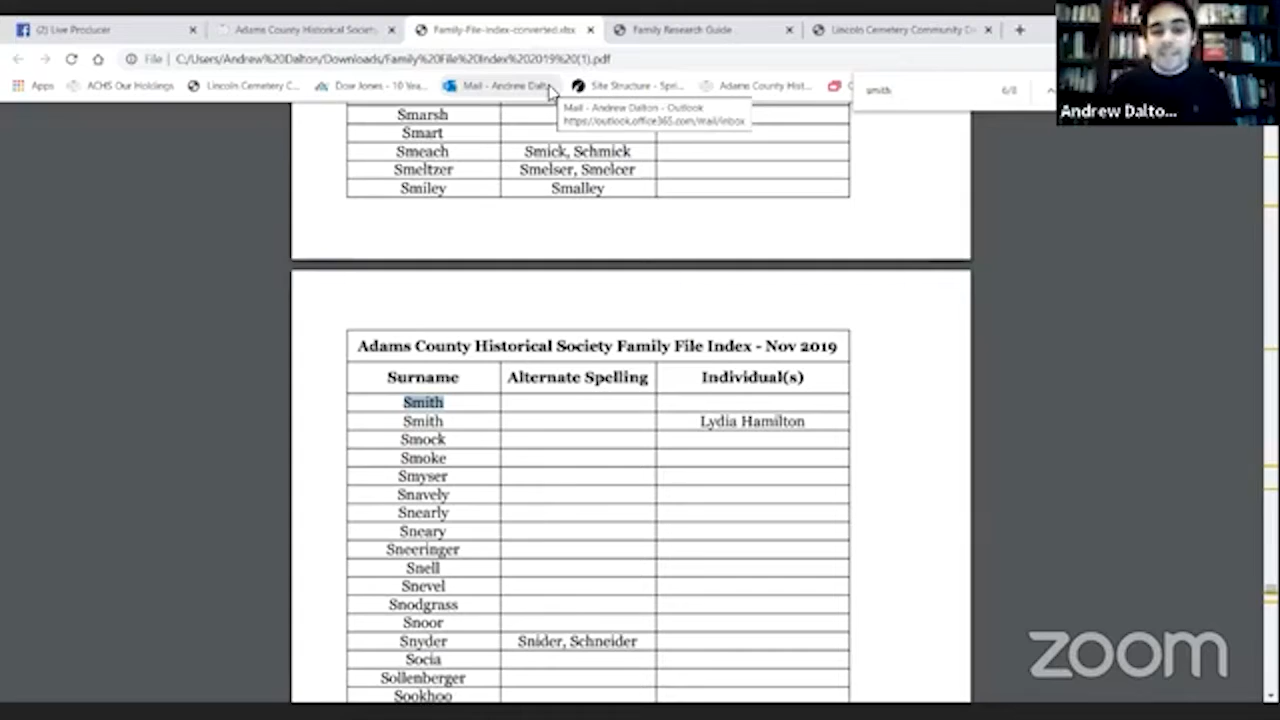 (2) Live Producer
Adams County Historical Society
Family-File-Index-converted.xlsx
Family Research Guide
Lincoln Cemetery Community D
File
C:/Users/Andrew%20Dalton/Downloads/Family%20File%20Index%202019%20(1).pdf
Apps
ACHS Our Holdings
Lincoln Cemetery C...
Dow Jones - 10 Yea...
Mail - Andrew Dalt
Site Structure - Spri...
Adams County Hist...
smith
6/8
Andrew Dalto...
Mail - Andrew Dalton - Outlook
https://outlook.office365.com/mail/inbox
Smarsh
Smart
Smeach Smick, Schmick
Smeltzer Smelser, Smelcer
Smiley Smalley
Adams County Historical Society Family File Index - Nov 2019
Surname Alternate Spelling Individual(s)
Smith
Smith Lydia Hamilton
Smock
Smoke
Smyser
Snavely
Snearly
Sneary
Sneeringer
Snell
Snevel
Snodgrass
Snoor
Snyder Snider, Schneider
Socia
Sollenberger
Sookhoo
zoom